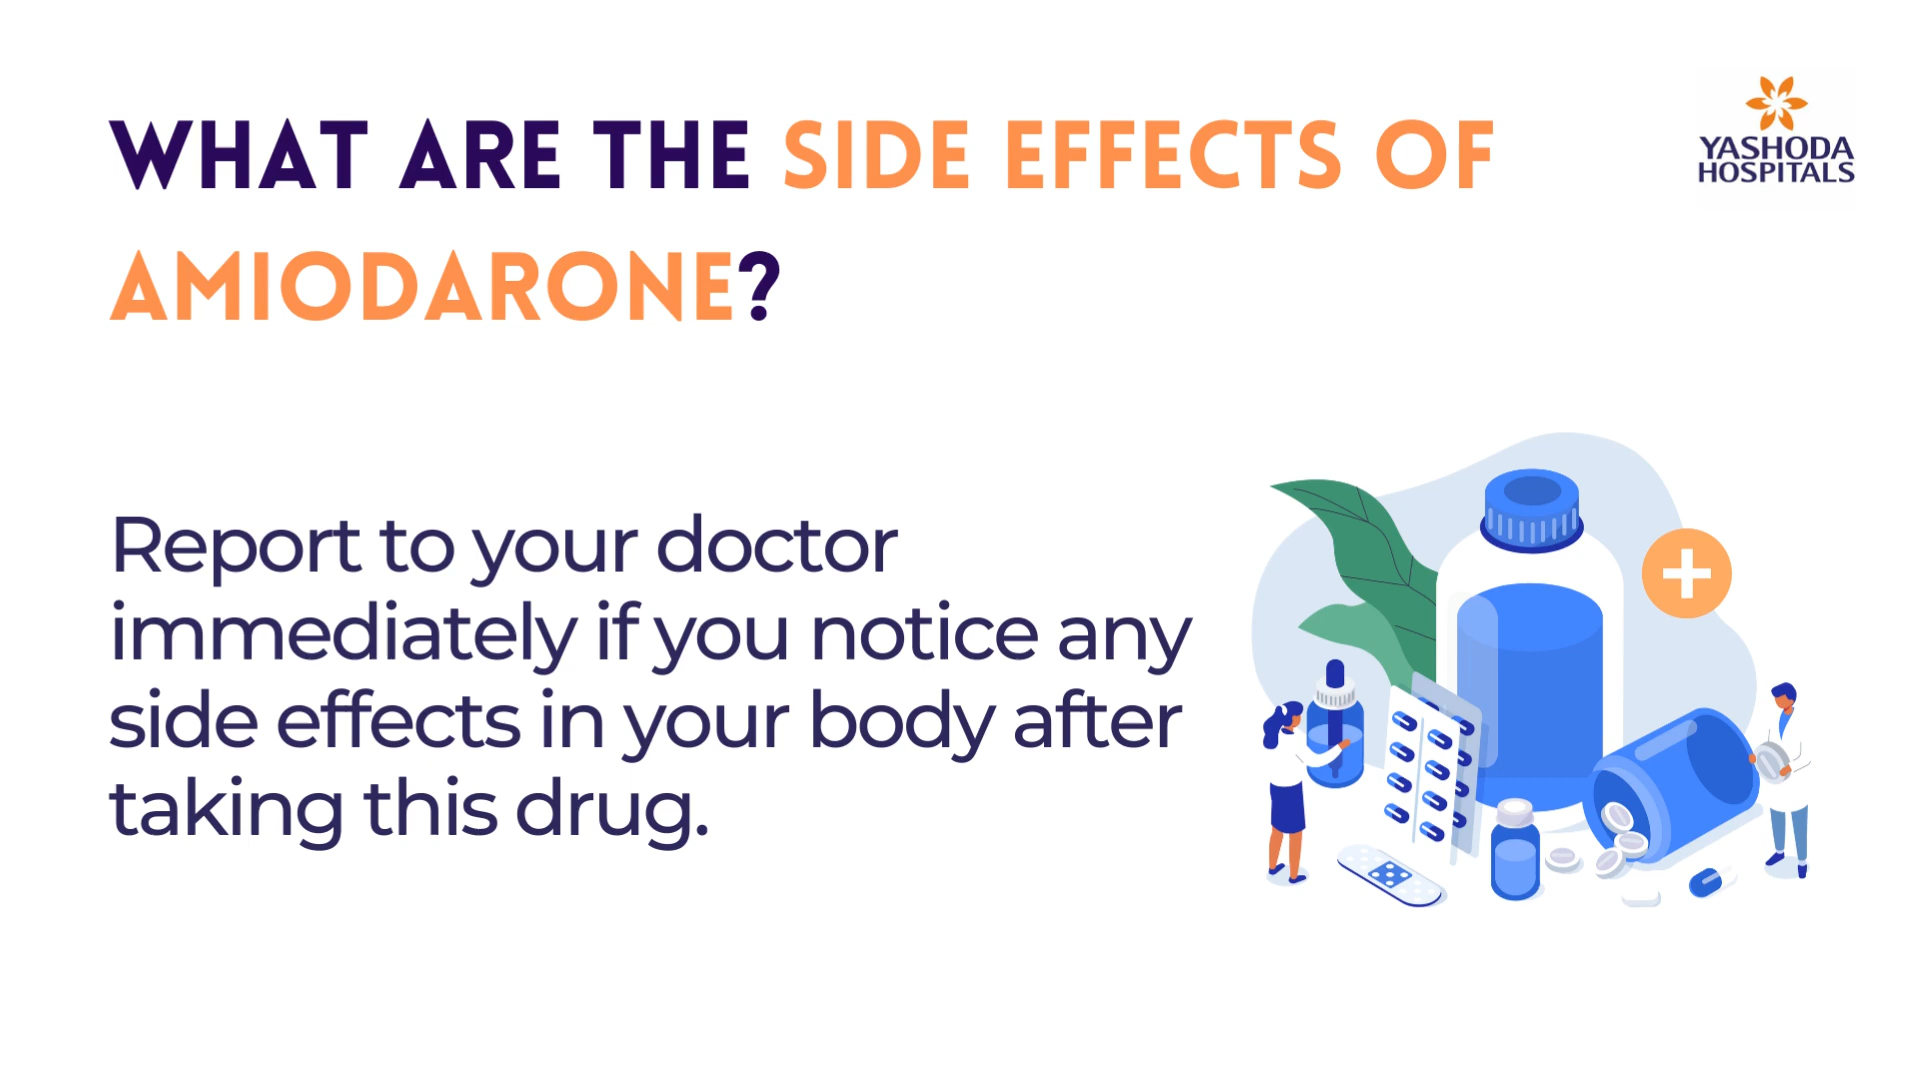 WHAT ARE THE SIDE EFFECTS OF
AMIODARONE?
YASHODA
HOSPITALS
Report to your doctor
immediately if you notice any
side effects in your body after
taking this drug.